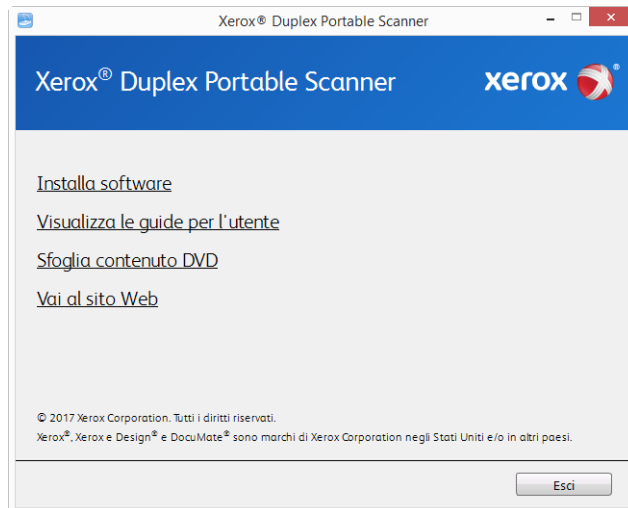 Xerox® Duplex Portable Scanner
Xerox® Duplex Portable Scanner
xerox®
Installa software
Visualizza le guide per l'utente
Sfoglia contenuto DVD
Vai al sito Web
© 2017 Xerox Corporation. Tutti i diritti riservati.
Xerox®, Xerox e Design® e DocuMate® sono marchi di Xerox Corporation negli Stati Uniti e/o in altri paesi.
Esci